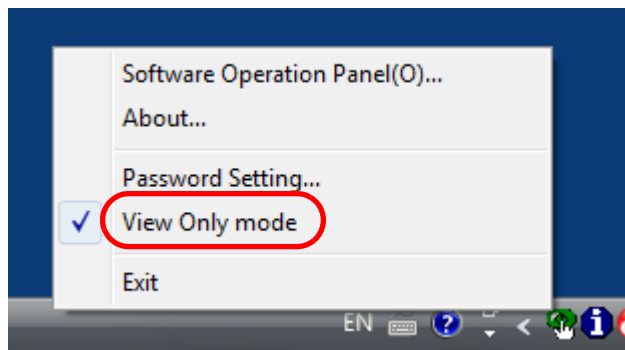 Software Operation Panel(O)...
About...
Password Setting...
View Only mode
Exit
EN